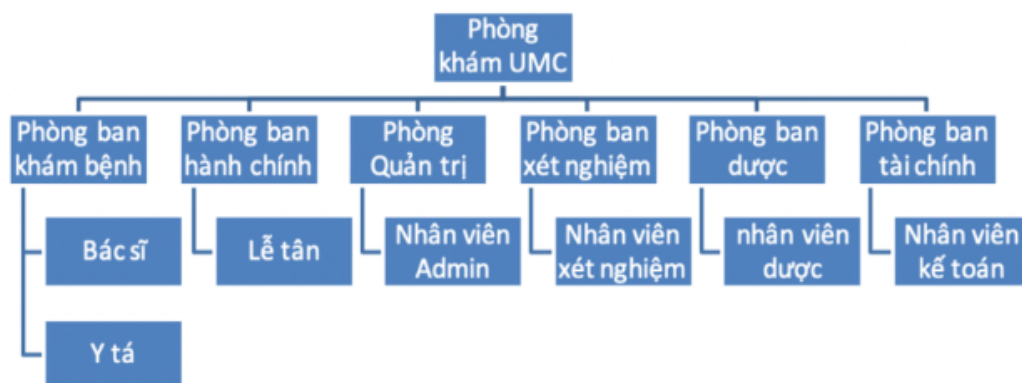 Phòng
khám UMC
Phòng ban
khám bệnh
Phòng ban
hành chính
Phòng
Quản trị
Phòng ban
xét nghiệm
Phòng ban
dược
Phòng ban
tài chính
Bác sĩ
Lễ tân
Nhân viên
Admin
Nhân viên
xét nghiệm
nhân viên
dược
Nhân viên
kế toán
Y tá